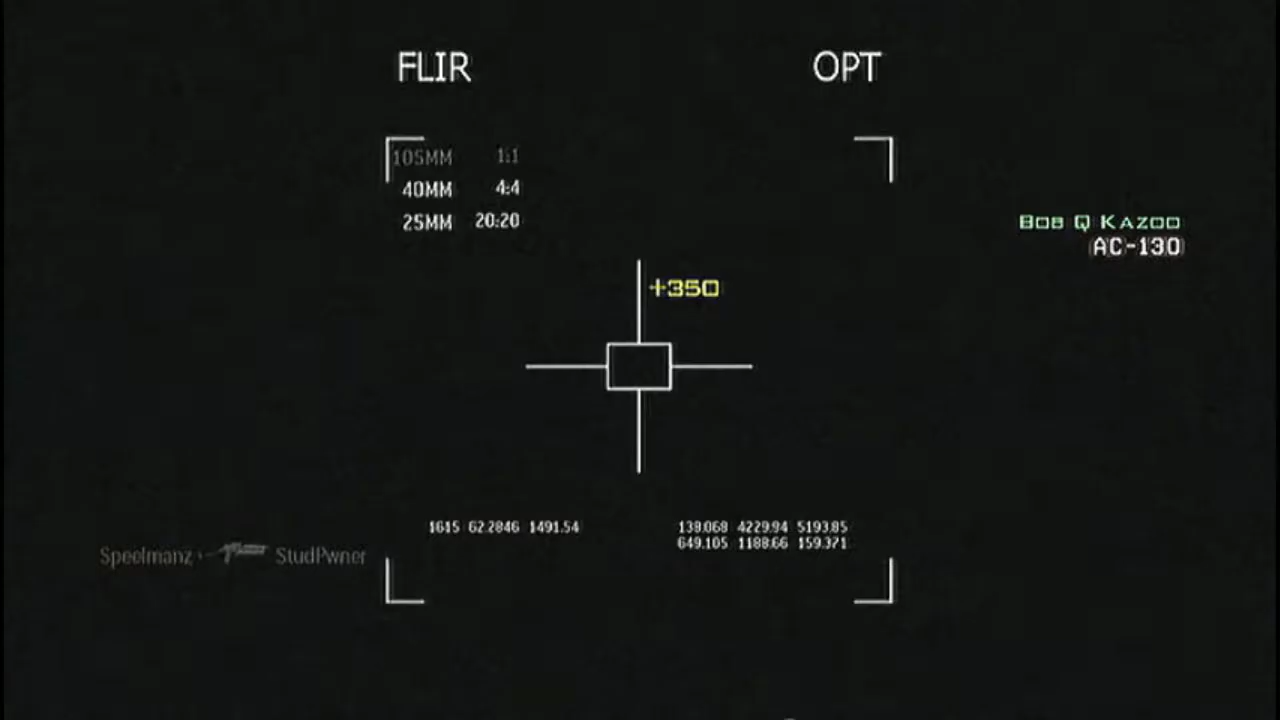 FLIR OPT
105MM 1:1
40MM 4:4
25MM 20:20
Bob Q Kazoo
AC-130
+350
1615 62.2846 1491.54
138.068 4229.94 5193.85
649.105 1188.66 159.371
Speelmanz StudPwner